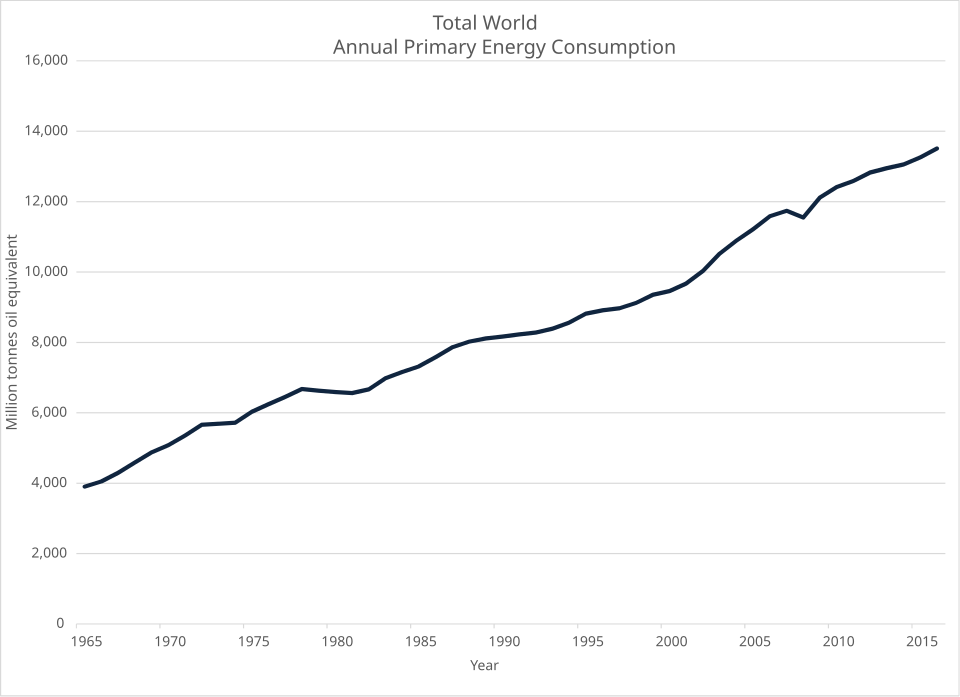 Total World
Annual Primary Energy Consumption
16,000
14,000
12,000
10,000
8,000
6,000
4,000
2,000
0
Million tonnes oil equivalent
1965 1970 1975 1980 1985 1990 1995 2000 2005 2010 2015
Year